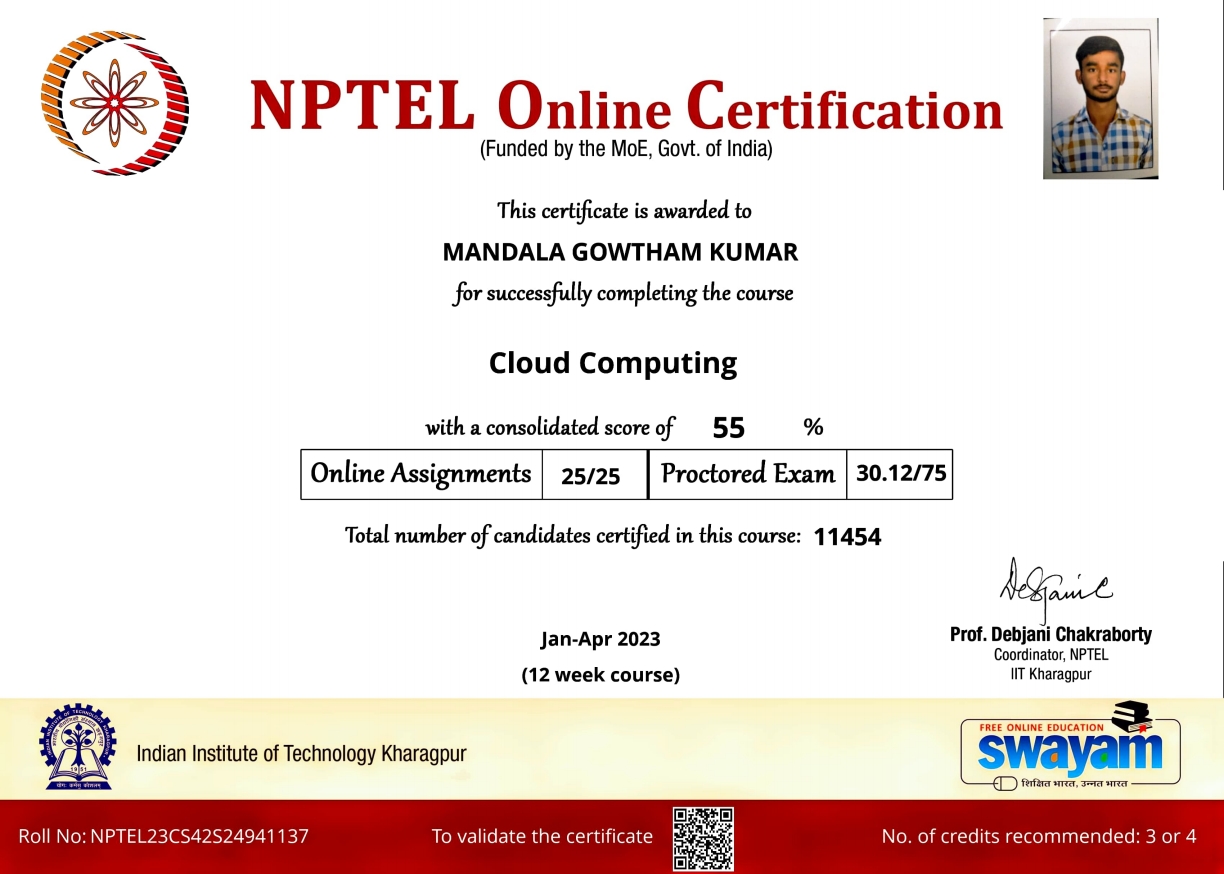 NPTEL Online Certification
(Funded by the MoE, Govt. of India)
This certificate is awarded to
MANDALA GOWTHAM KUMAR
for successfully completing the course
Cloud Computing
with a consolidated score of 55 %
Online Assignments 25/25 Proctored Exam 30.12/75
Total number of candidates certified in this course: 11454
Jan-Apr 2023
(12 week course)
Prof. Debjani Chakraborty
Coordinator, NPTEL
IIT Kharagpur
Indian Institute of Technology Kharagpur
FREE ONLINE EDUCATION
swayam
शिक्षित भारत, उन्नत भारत
Roll No: NPTEL23CS42S24941137
To validate the certificate
No. of credits recommended: 3 or 4